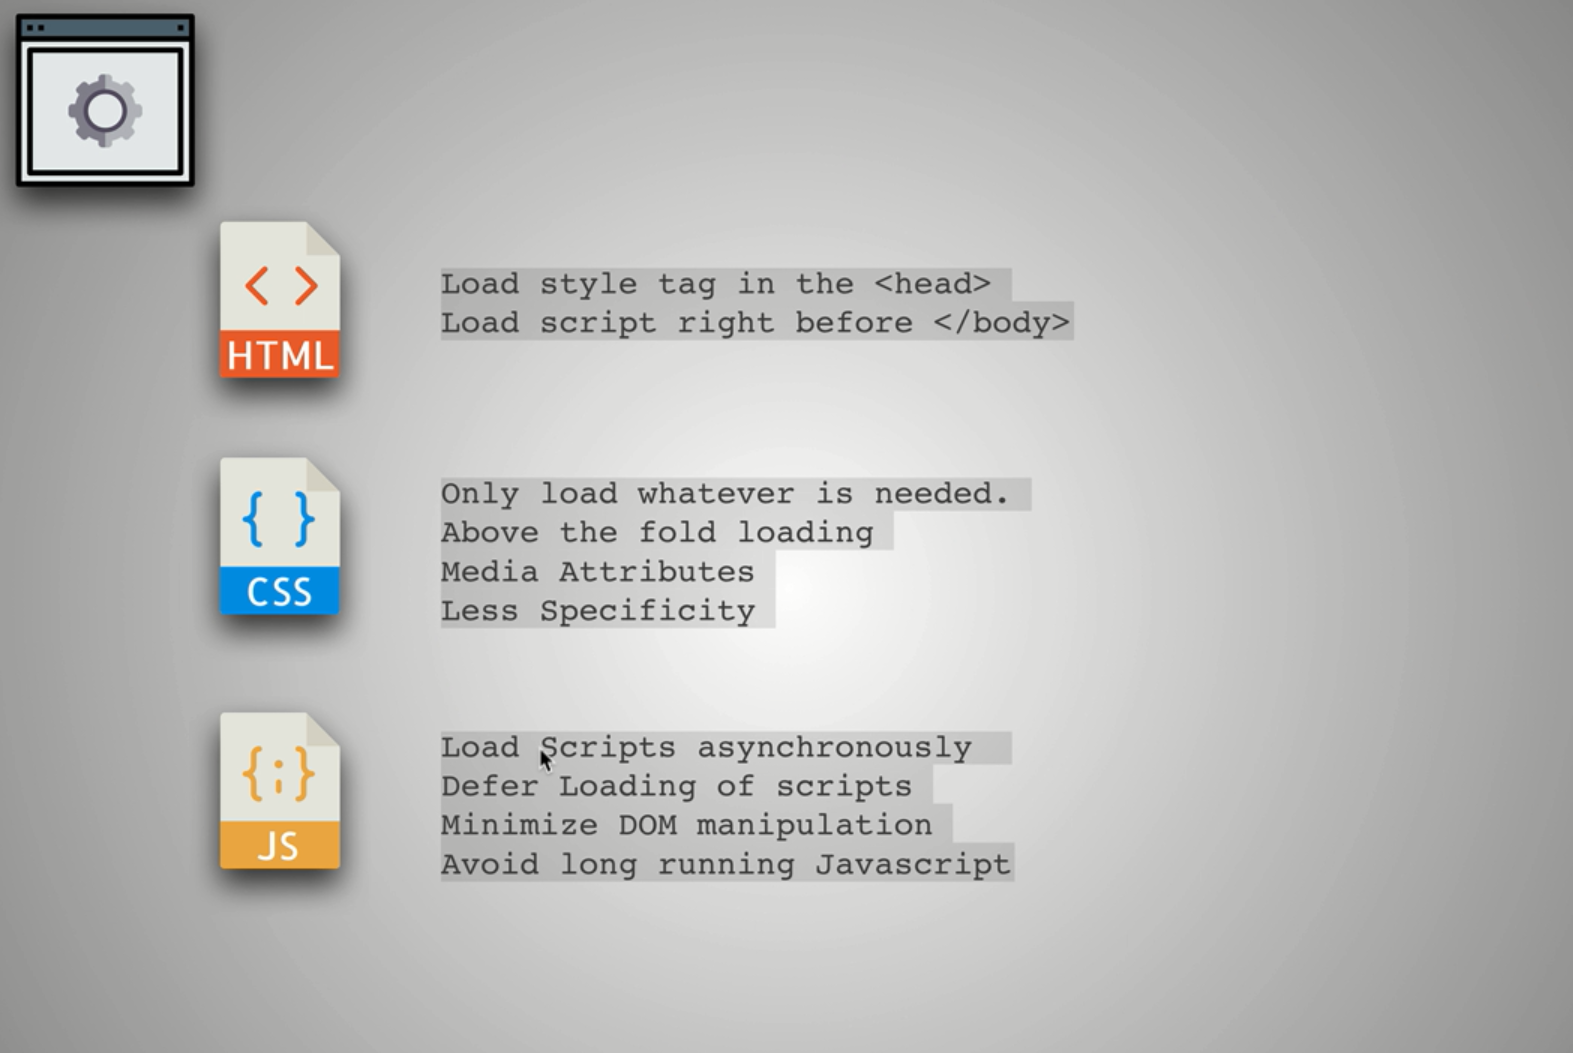 HTML
Load style tag in the <head>
Load script right before </body>
CSS
Only load whatever is needed.
Above the fold loading
Media Attributes
Less Specificity
JS
Load Scripts asynchronously
Defer Loading of scripts
Minimize DOM manipulation
Avoid long running Javascript